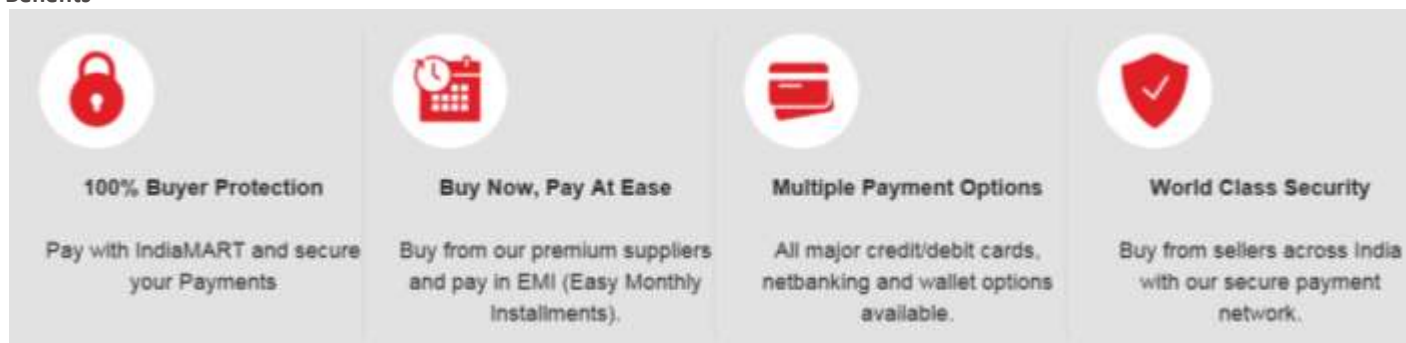 Benefits
100% Buyer Protection
Pay with IndiaMART and secure
your Payments
Buy Now, Pay At Ease
Buy from our premium suppliers
and pay in EMI (Easy Monthly
Installments).
Multiple Payment Options
All major credit/debit cards,
netbanking and wallet options
available.
World Class Security
Buy from sellers across India
with our secure payment
network.